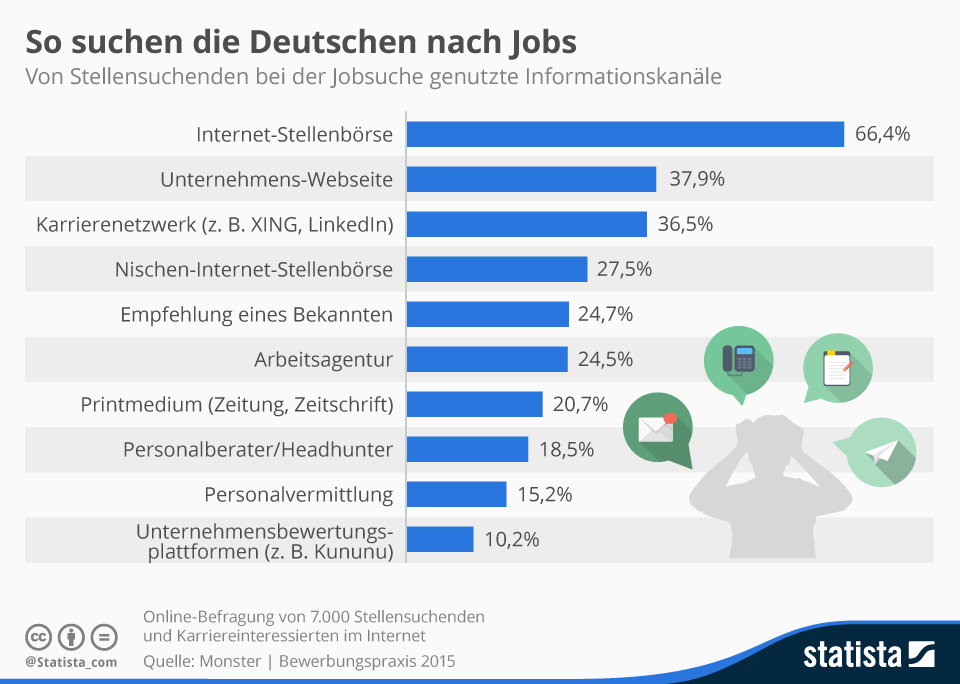 So suchen die Deutschen nach Jobs
Von Stellensuchenden bei der Jobsuche genutzte Informationskanäle
Internet-Stellenbörse 66,4%
Unternehmens-Webseite 37,9%
Karrierenetzwerk (z. B. XING, LinkedIn) 36,5%
Nischen-Internet-Stellenbörse 27,5%
Empfehlung eines Bekannten 24,7%
Arbeitsagentur 24,5%
Printmedium (Zeitung, Zeitschrift) 20,7%
Personalberater/Headhunter 18,5%
Personalvermittlung 15,2%
Unternehmensbewertungs-
plattformen (z. B. Kununu) 10,2%
Online-Befragung von 7.000 Stellensuchenden
und Karriereinteressierten im Internet
Quelle: Monster | Bewerbungspraxis 2015
cc
@Statista_com
statista